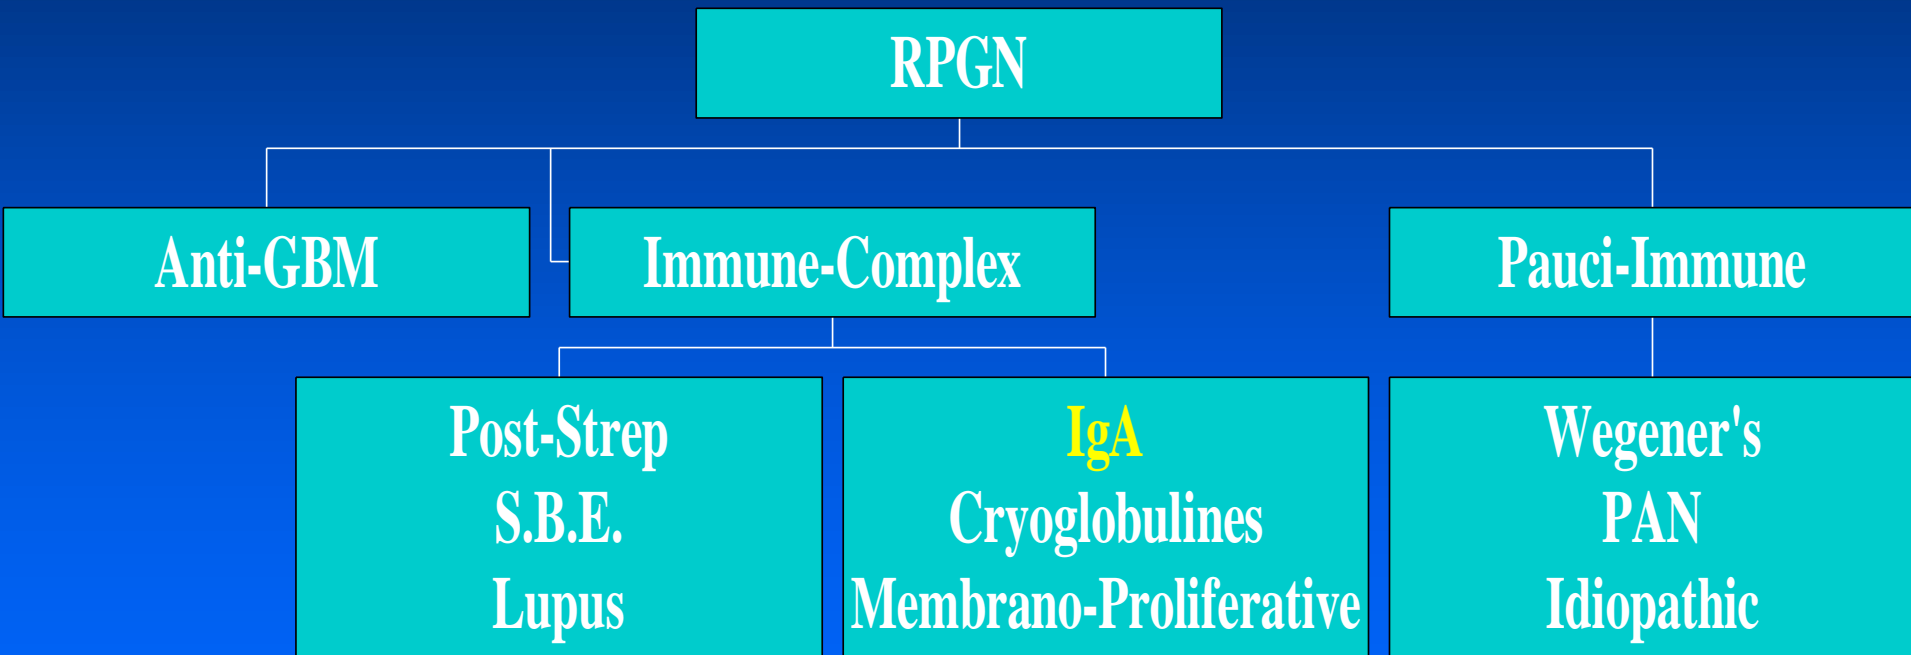 RPGN
Anti-GBM
Immune-Complex
Pauci-Immune
Post-Strep
S.B.E.
Lupus
IgA
Cryoglobulines
Membrano-Proliferative
Wegener's
PAN
Idiopathic